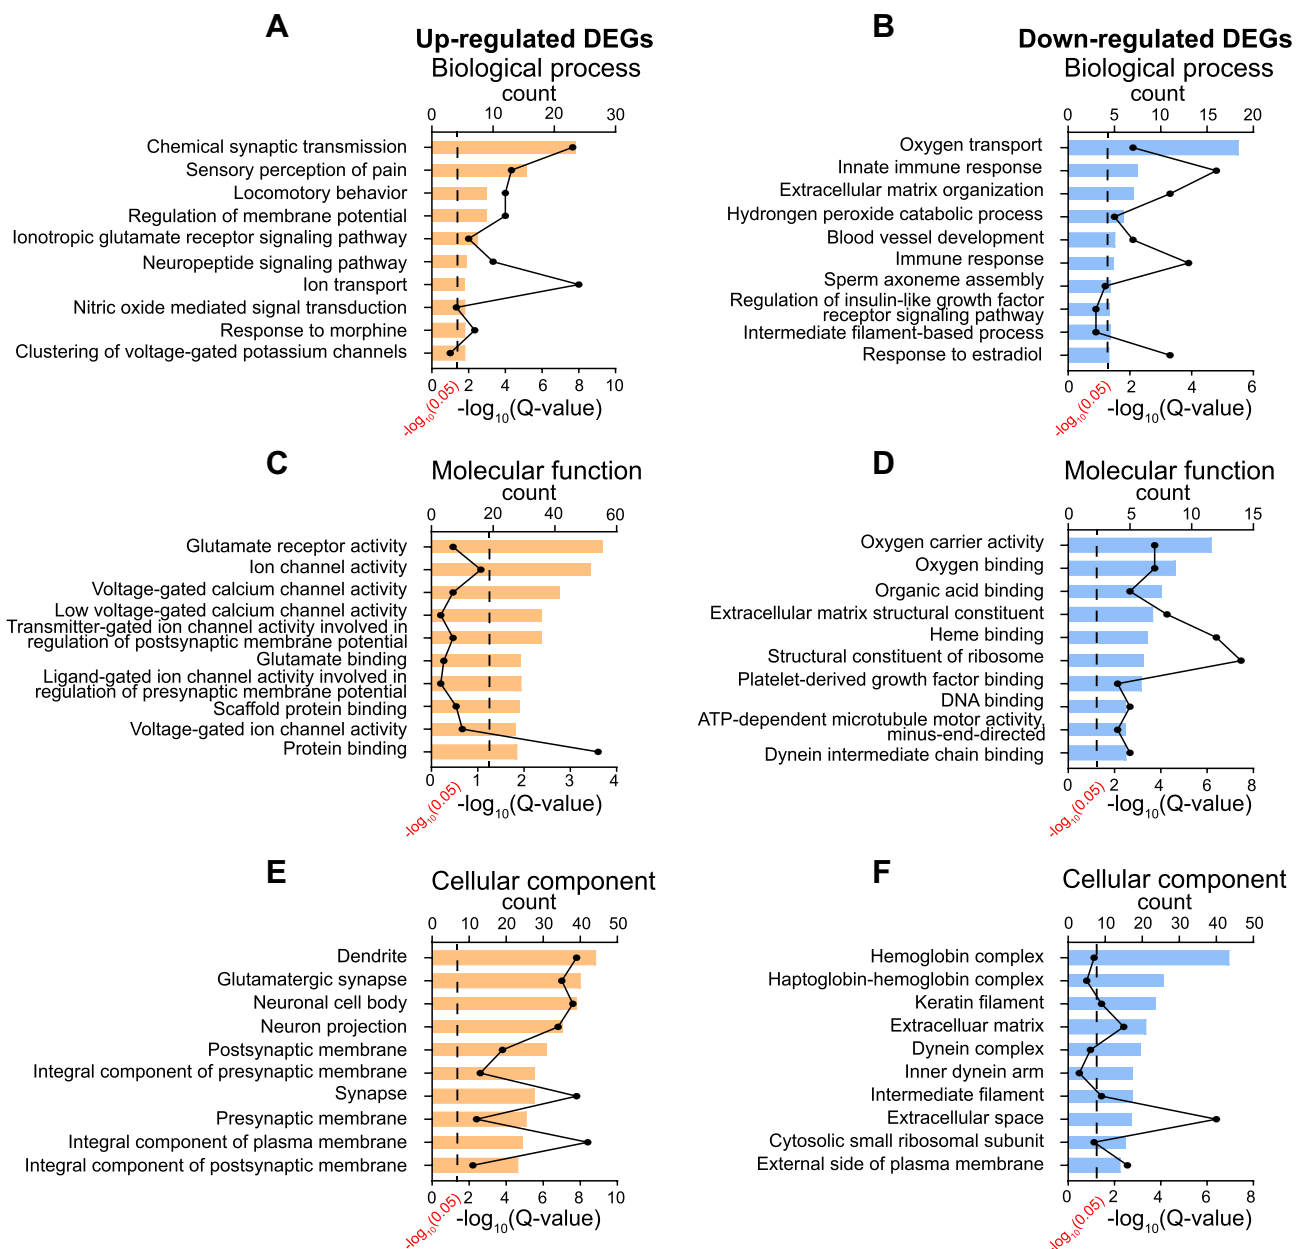 A
Up-regulated DEGs
Biological process
count
0 10 20 30
Chemical synaptic transmission
Sensory perception of pain
Locomotory behavior
Regulation of membrane potential
Ionotropic glutamate receptor signaling pathway
Neuropeptide signaling pathway
Ion transport
Nitric oxide mediated signal transduction
Response to morphine
Clustering of voltage-gated potassium channels
0 2 4 6 8 10
-log10(0.05)
-log10(Q-value)
B
Down-regulated DEGs
Biological process
count
0 5 10 15 20
Oxygen transport
Innate immune response
Extracellular matrix organization
Hydrongen peroxide catabolic process
Blood vessel development
Immune response
Sperm axoneme assembly
Regulation of insulin-like growth factor
receptor signaling pathway
Intermediate filament-based process
Response to estradiol
0 2 4 6
-log10(0.05)
-log10(Q-value)
C
Molecular function
count
0 20 40 60
Glutamate receptor activity
Ion channel activity
Voltage-gated calcium channel activity
Low voltage-gated calcium channel activity
Transmitter-gated ion channel activity involved in
regulation of postsynaptic membrane potential
Glutamate binding
Ligand-gated ion channel activity involved in
regulation of presynaptic membrane potential
Scaffold protein binding
Voltage-gated ion channel activity
Protein binding
0 1 2 3 4
-log10(0.05)
-log10(Q-value)
D
Molecular function
count
0 5 10 15
Oxygen carrier activity
Oxygen binding
Organic acid binding
Extracellular matrix structural constituent
Heme binding
Structural constituent of ribosome
Platelet-derived growth factor binding
DNA binding
ATP-dependent microtubule motor activity,
minus-end-directed
Dynein intermediate chain binding
0 2 4 6 8
-log10(0.05)
-log10(Q-value)
E
Cellular component
count
0 10 20 30 40 50
Dendrite
Glutamatergic synapse
Neuronal cell body
Neuron projection
Postsynaptic membrane
Integral component of presynaptic membrane
Synapse
Presynaptic membrane
Integral component of plasma membrane
Integral component of postsynaptic membrane
0 2 4 6 8 10
-log10(0.05)
-log10(Q-value)
F
Cellular component
count
0 10 20 30 40 50
Hemoglobin complex
Haptoglobin-hemoglobin complex
Keratin filament
Extracelluar matrix
Dynein complex
Inner dynein arm
Intermediate filament
Extracellular space
Cytosolic small ribosomal subunit
External side of plasma membrane
0 2 4 6 8
-log10(0.05)
-log10(Q-value)